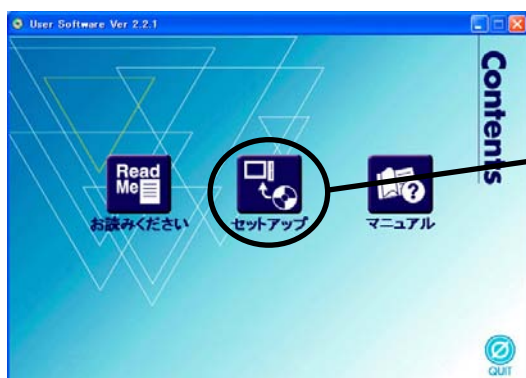 User Software Ver 2.2.1
Contents
Read
Me
お読みください
セットアップ
マニュアル
QUIT